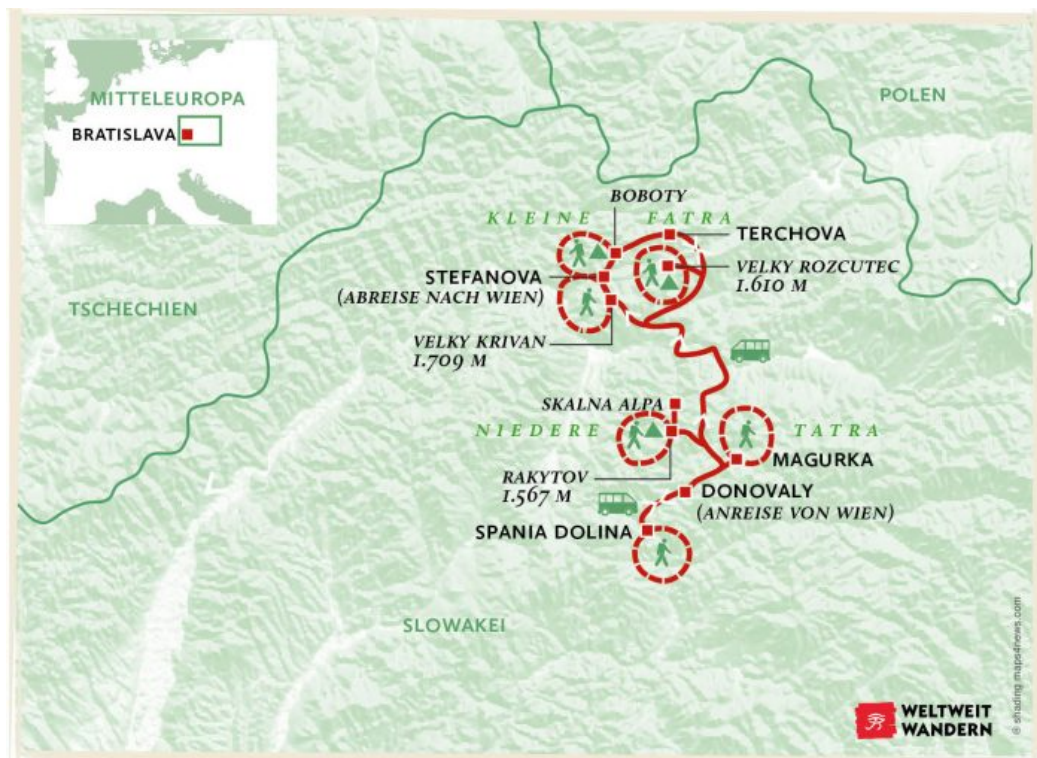 MITTELEUROPA
BRATISLAVA
POLEN
BOBOTY
KLEINE FATRA
TERCHOVA
STEFANOVA
(ABREISE NACH WIEN)
VELKY ROZCUTEC
1.610 M
TSCHECHIEN
VELKY KRIVAN
1.709 M
SKALNA ALPA
NIEDERE TATRA
MAGURKA
RAKYTOV
1.567 M
DONOVALY
(ANREISE VON WIEN)
SPANIA DOLINA
SLOWAKEI
© shading maps4news.com
WELTWEIT
WANDERN